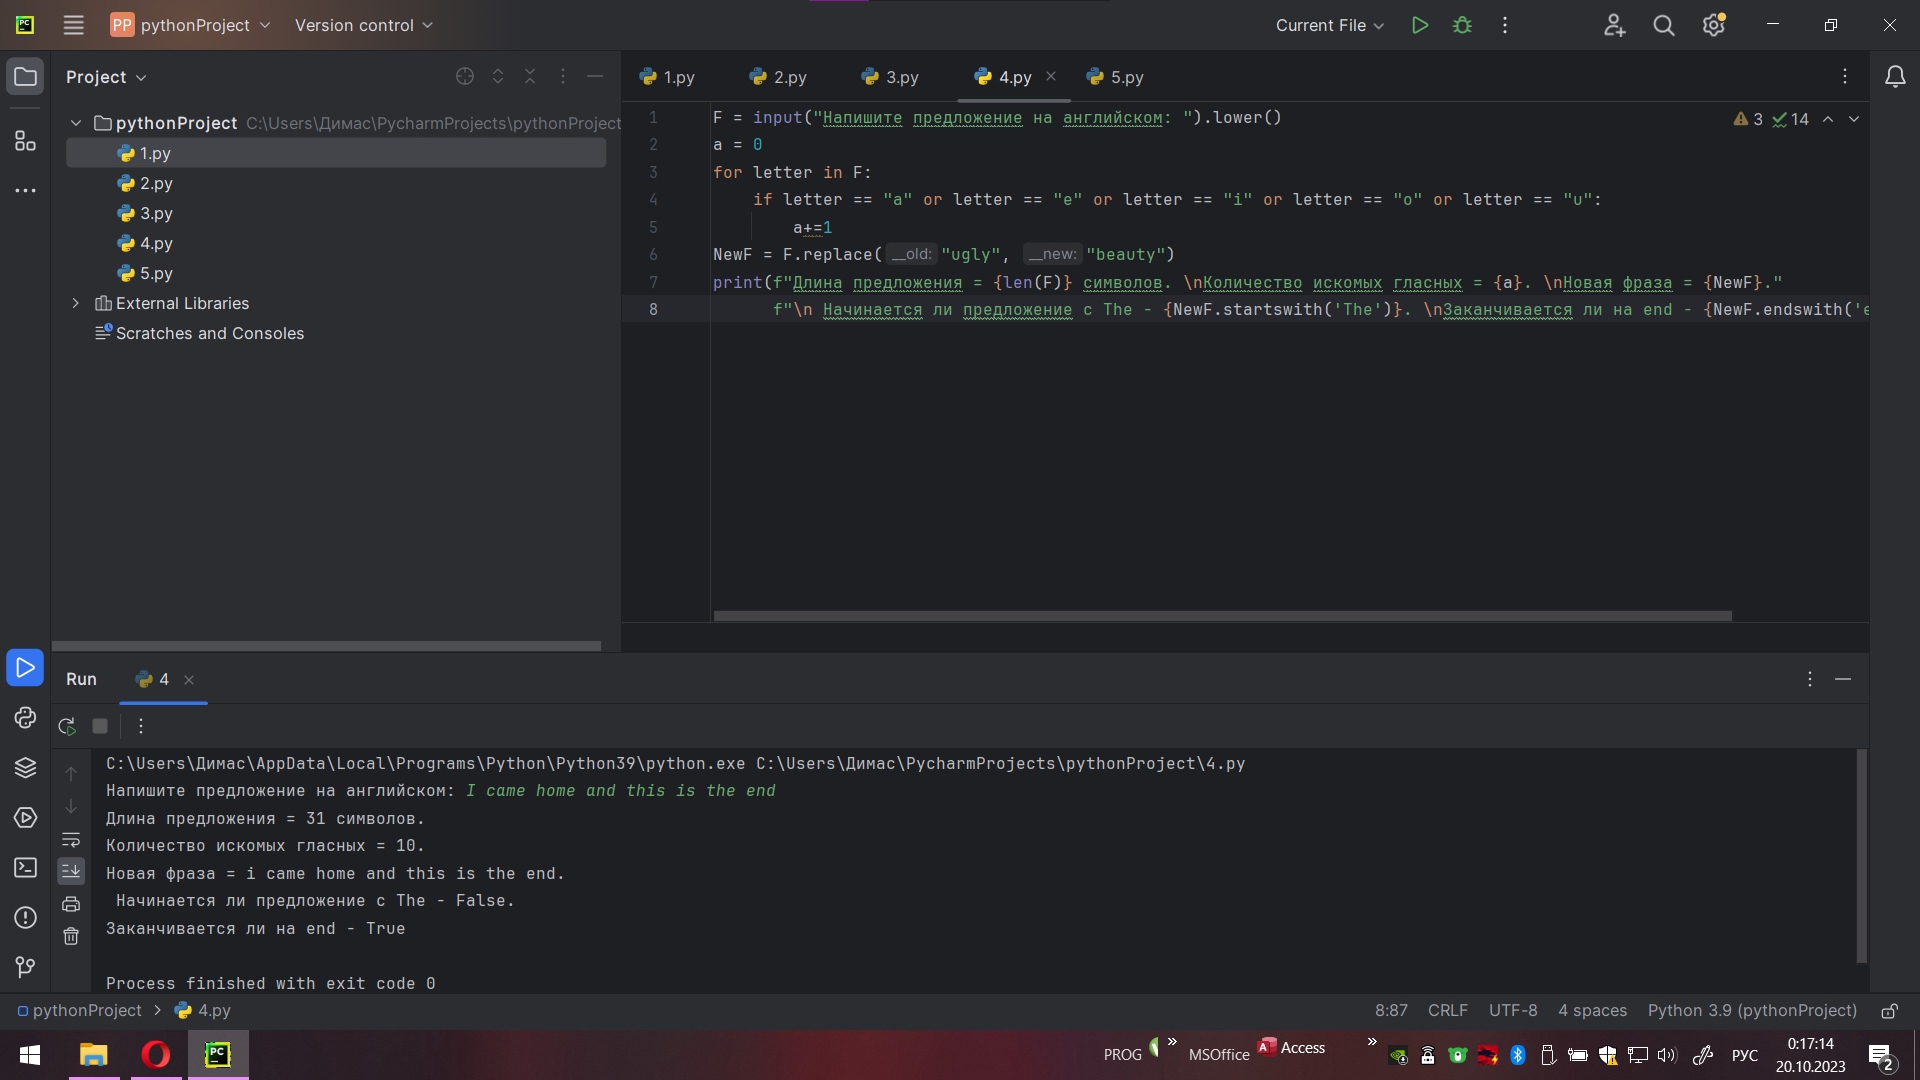 PC PP pythonProject Version control Current File
Project
1.py 2.py 3.py 4.py 5.py
pythonProject C:\Users\Димас\PycharmProjects\pythonProject
1.py
2.py
3.py
4.py
5.py
External Libraries
Scratches and Consoles
1 F = input("Напишите предложение на английском: ").lower()
2 a = 0
3 for letter in F:
4 if letter == "a" or letter == "e" or letter == "i" or letter == "o" or letter == "u":
5 a+=1
6 NewF = F.replace( __old: "ugly", __new: "beauty")
7 print(f"Длина предложения = {len(F)} символов. \nКоличество искомых гласных = {a}. \nНовая фраза = {NewF}."
8 f"\n Начинается ли предложение с The - {NewF.startswith('The')}. \nЗаканчивается ли на end - {NewF.endswith('e
3 14
Run 4
C:\Users\Димас\AppData\Local\Programs\Python\Python39\python.exe C:\Users\Димас\PycharmProjects\pythonProject\4.py
Напишите предложение на английском: I came home and this is the end
Длина предложения = 31 символов.
Количество искомых гласных = 10.
Новая фраза = i came home and this is the end.
Начинается ли предложение с The - False.
Заканчивается ли на end - True
Process finished with exit code 0
pythonProject > 4.py 8:87 CRLF UTF-8 4 spaces Python 3.9 (pythonProject)
PC PROG » MSOffice A Access » РУС 0:17:14
20.10.2023 2